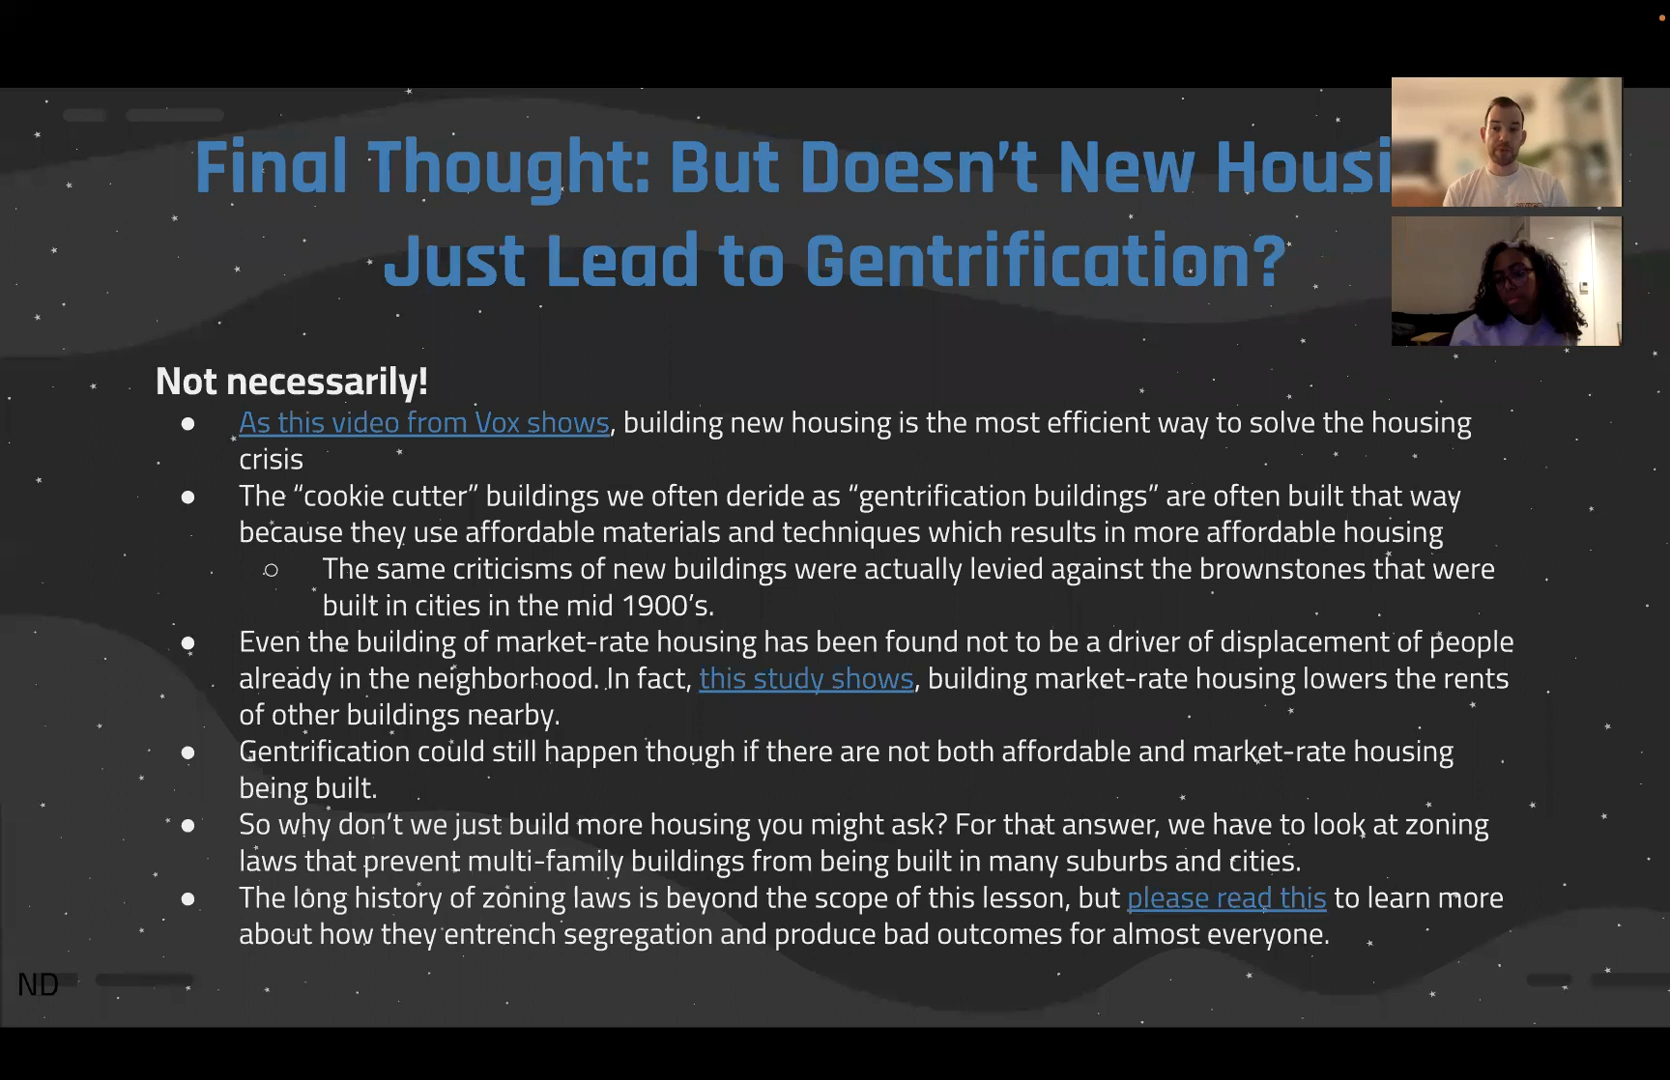 Final Thought: But Doesn't New Housi
Just Lead to Gentrification?
Not necessarily!
● As this video from Vox shows, building new housing is the most efficient way to solve the housing
crisis
● The “cookie cutter” buildings we often deride as “gentrification buildings” are often built that way
because they use affordable materials and techniques which results in more affordable housing
○ The same criticisms of new buildings were actually levied against the brownstones that were
built in cities in the mid 1900's.
● Even the building of market-rate housing has been found not to be a driver of displacement of people
already in the neighborhood. In fact, this study shows, building market-rate housing lowers the rents
of other buildings nearby.
● Gentrification could still happen though if there are not both affordable and market-rate housing
being built.
● So why don't we just build more housing you might ask? For that answer, we have to look at zoning
laws that prevent multi-family buildings from being built in many suburbs and cities.
● The long history of zoning laws is beyond the scope of this lesson, but please read this to learn more
about how they entrench segregation and produce bad outcomes for almost everyone.
ND